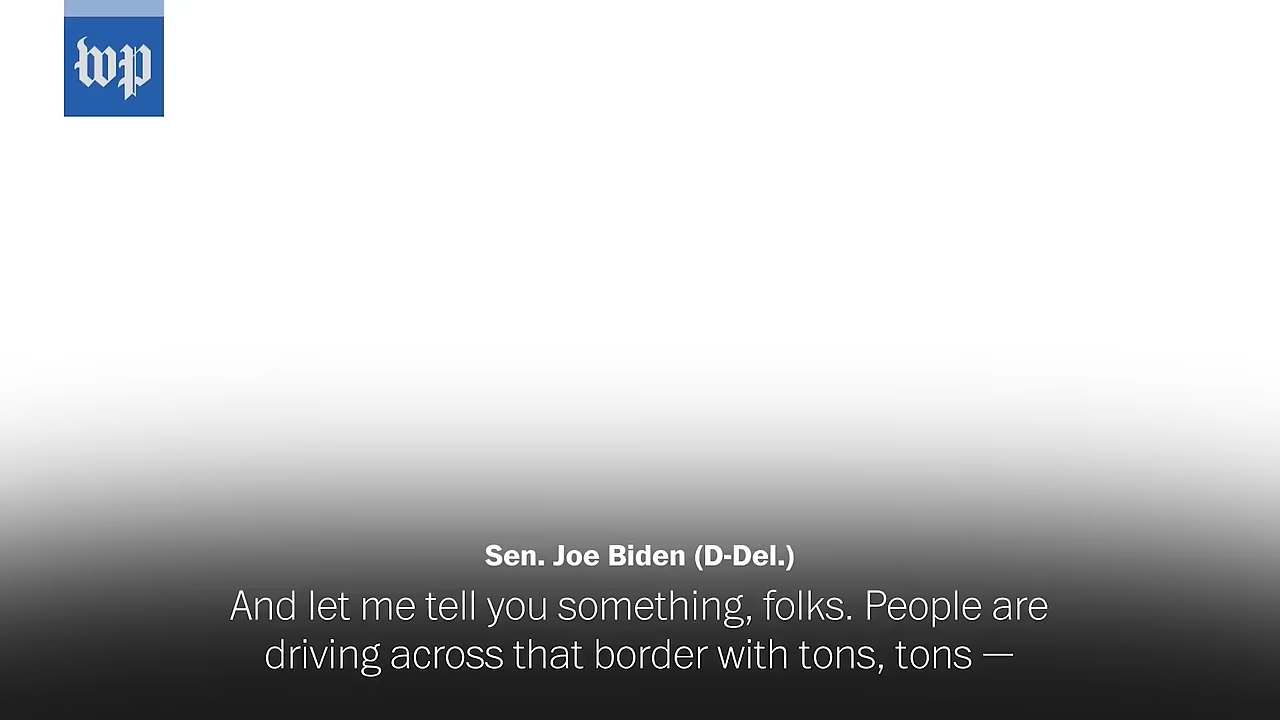 wp
Sen. Joe Biden (D-Del.)
And let me tell you something, folks. People are
driving across that border with tons, tons —